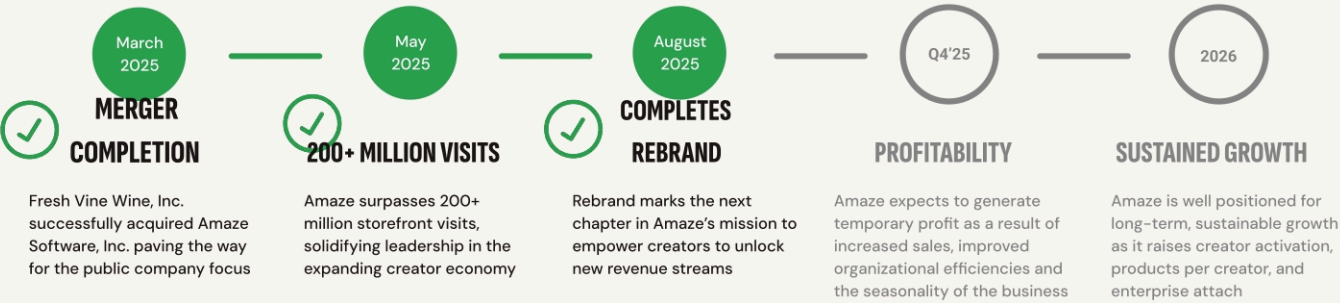 March
2025
MERGER
COMPLETION
Fresh Vine Wine, Inc.
successfully acquired Amaze
Software, Inc. paving the way
for the public company focus
May
2025
200+ MILLION VISITS
Amaze surpasses 200+
million storefront visits,
solidifying leadership in the
expanding creator economy
August
2025
COMPLETES
REBRAND
Rebrand marks the next
chapter in Amaze’s mission to
empower creators to unlock
new revenue streams
Q4’25
PROFITABILITY
Amaze expects to generate
temporary profit as a result of
increased sales, improved
organizational efficiencies and
the seasonality of the business
2026
SUSTAINED GROWTH
Amaze is well positioned for
long-term, sustainable growth
as it raises creator activation,
products per creator, and
enterprise attach